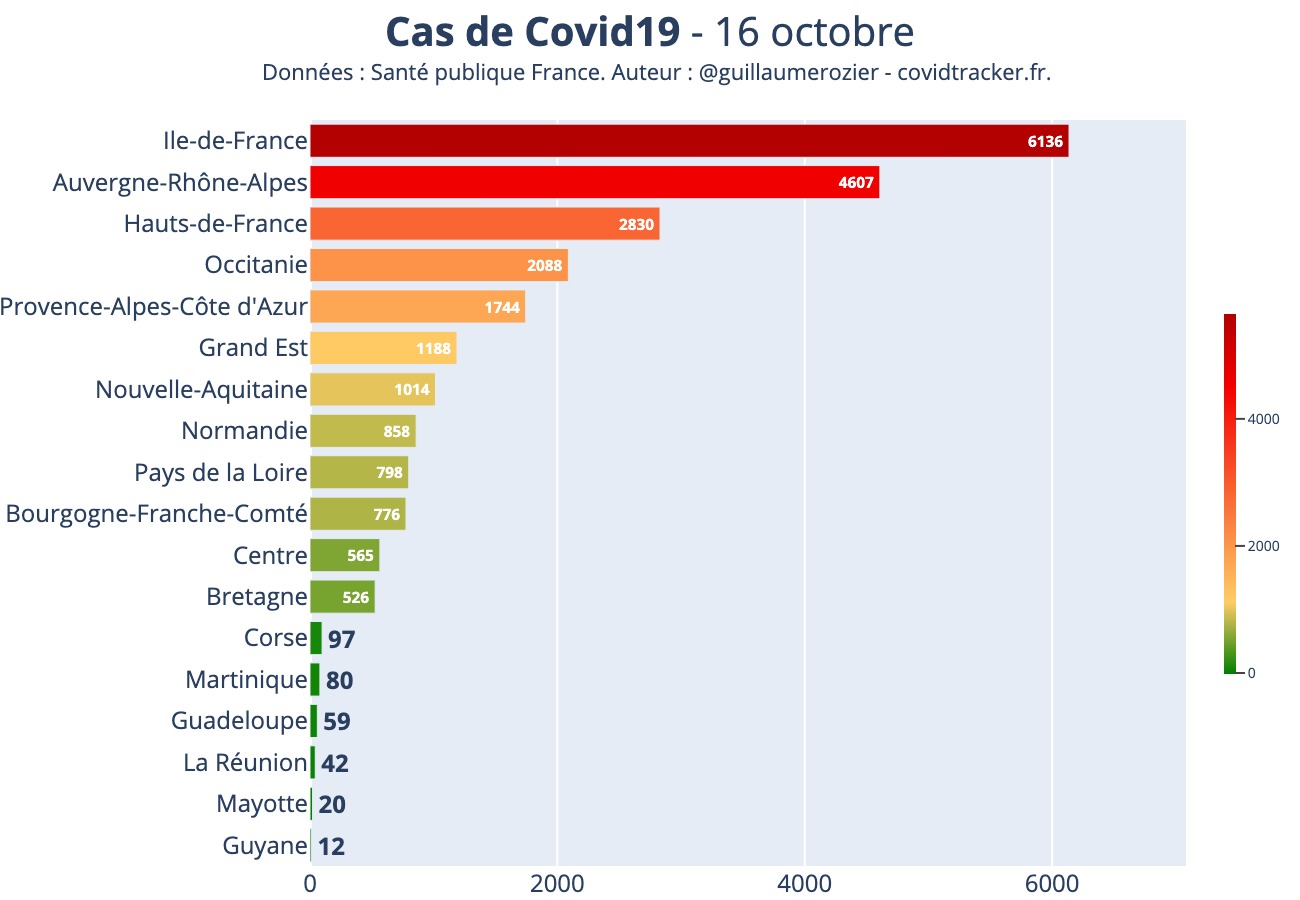 Cas de Covid19 - 16 octobre
Données : Santé publique France. Auteur : @guillaumerozier - covidtracker.fr.
Ile-de-France 6136
Auvergne-Rhône-Alpes 4607
Hauts-de-France 2830
Occitanie 2088
Provence-Alpes-Côte d'Azur 1744
Grand Est 1188
Nouvelle-Aquitaine 1014
Normandie 858
Pays de la Loire 798
Bourgogne-Franche-Comté 776
Centre 565
Bretagne 526
Corse 97
Martinique 80
Guadeloupe 59
La Réunion 42
Mayotte 20
Guyane 12
0 2000 4000 6000
4000
2000
0